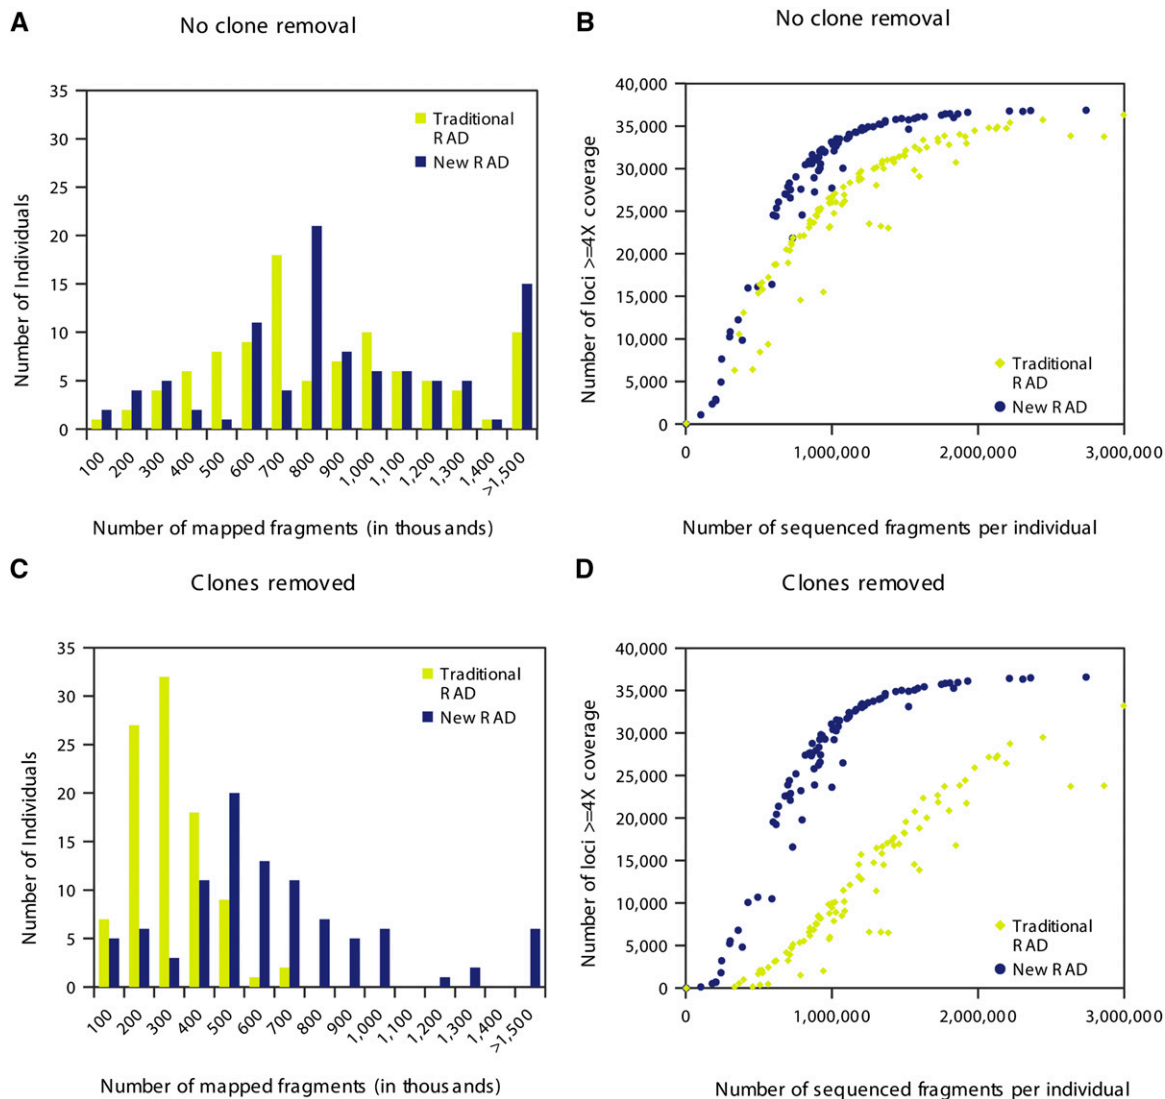 A
No clone removal
35
30
25
20
15
10
5
0
Number of Individuals
Traditional
RAD
New RAD
100
200
300
400
500
600
700
800
900
1,000
1,100
1,200
1,300
1,400
>1,500
Number of mapped fragments (in thousands)
B
No clone removal
40,000
35,000
30,000
25,000
20,000
15,000
10,000
5,000
0
Number of loci >=4X coverage
Traditional
RAD
New RAD
0
1,000,000
2,000,000
3,000,000
Number of sequenced fragments per individual
C
Clones removed
35
30
25
20
15
10
5
0
Number of Individuals
Traditional
RAD
New RAD
100
200
300
400
500
600
700
800
900
1,000
1,100
1,200
1,300
1,400
>1,500
Number of mapped fragments (in thousands)
D
Clones removed
40,000
35,000
30,000
25,000
20,000
15,000
10,000
5,000
0
Number of loci >=4X coverage
Traditional
RAD
New RAD
0
1,000,000
2,000,000
3,000,000
Number of sequenced fragments per individual